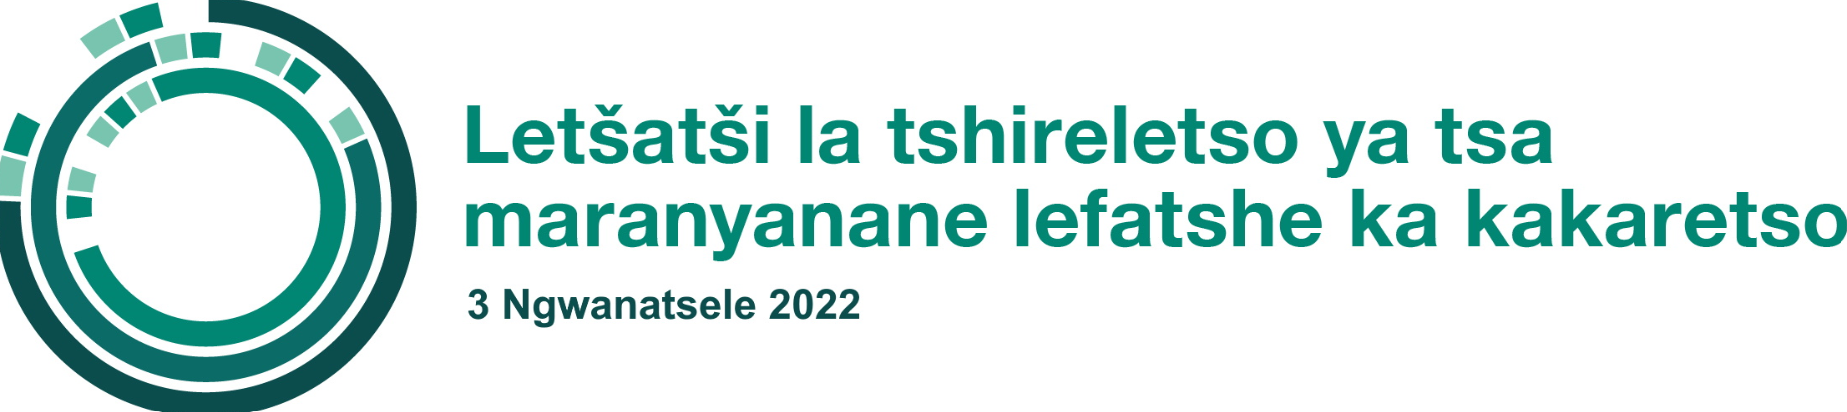 Letšatši la tshireletso ya tsa
maranyanane lefatshe ka kakaretso
3 Ngwanatsele 2022